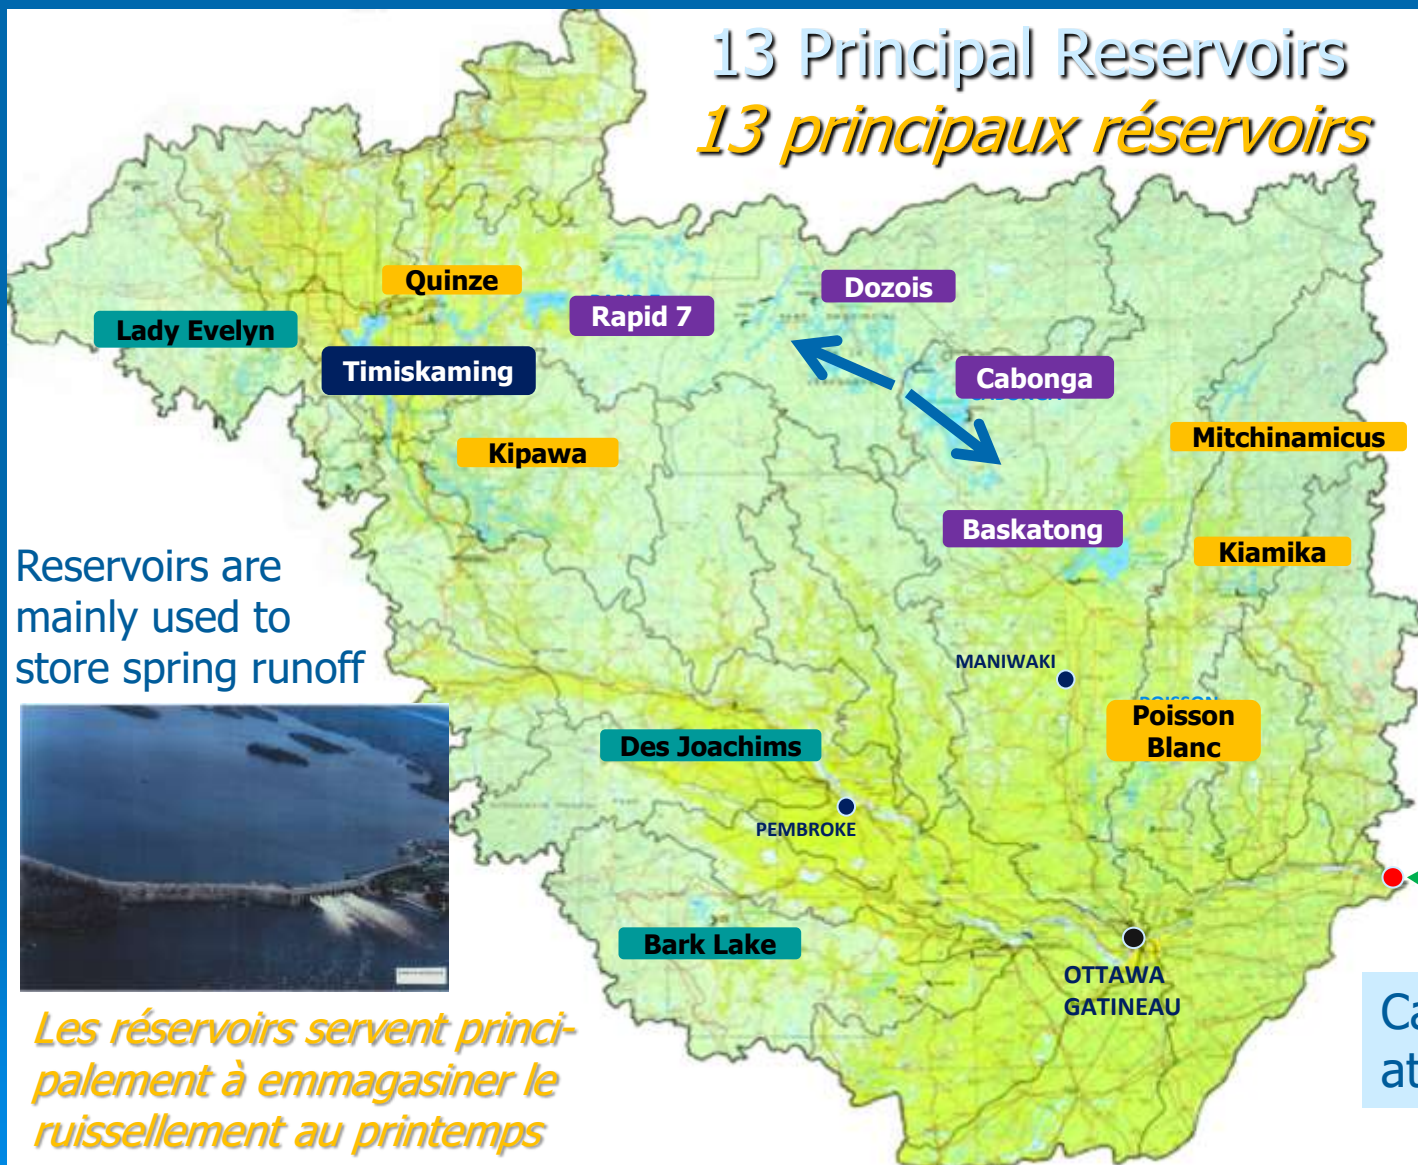 13 Principal Reservoirs
13 principaux réservoirs
Quinze
Dozois
Rapid 7
Lady Evelyn
Timiskaming
Cabonga
Mitchinamicus
Kipawa
Baskatong
Kiamika
Reservoirs are
mainly used to
store spring runoff
MANIWAKI
Poisson
Blanc
Des Joachims
PEMBROKE
Bark Lake
OTTAWA
GATINEAU
Ca
at
Les réservoirs servent princi-
palement à emmagasiner le
ruissellement au printemps